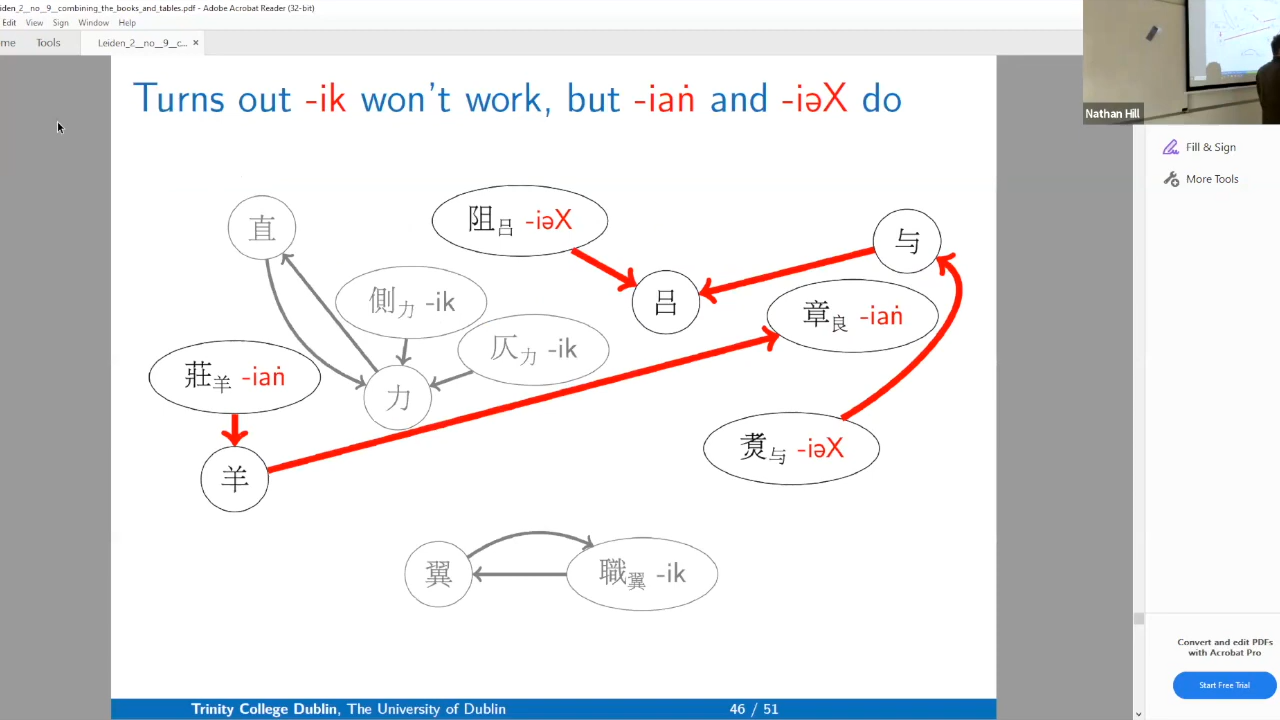 eiden_2__no__9__combining_the_books_and_tables.pdf - Adobe Acrobat Reader (32-bit)
Edit View Sign Window Help
me Tools Leiden_2__no__9__c... ×
Turns out -ik won't work, but -iaṅ and -iəX do
Nathan Hill
Fill & Sign
More Tools
直
阻吕 -iəX
与
側力 -ik
吕
章良 -iaṅ
仄力 -ik
莊羊 -iaṅ
力
煑与 -iəX
羊
翼
職翼 -ik
Convert and edit PDFs
with Acrobat Pro
Start Free Trial
Trinity College Dublin, The University of Dublin
46 / 51